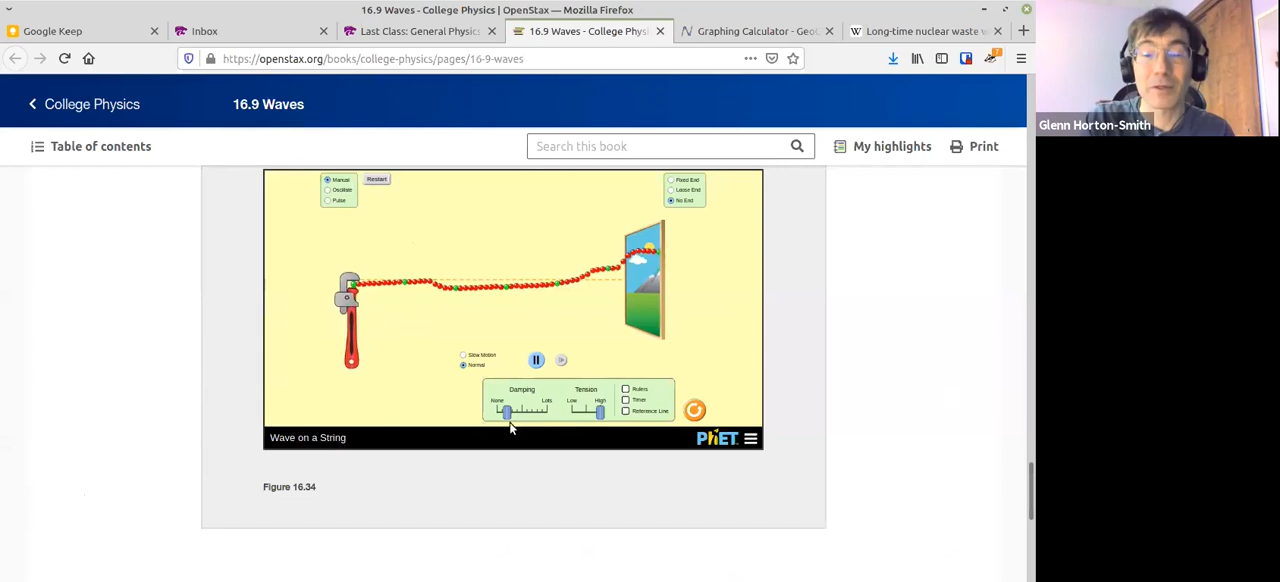 16.9 Waves - College Physics | OpenStax — Mozilla Firefox
Google Keep
Inbox
Last Class: General Physics
16.9 Waves - College Physi
Graphing Calculator - GeoG
Long-time nuclear waste w
https://openstax.org/books/college-physics/pages/16-9-waves
7
College Physics
16.9 Waves
Table of contents
Search this book
My highlights
Print
Manual
Oscillate
Pulse
Restart
Fixed End
Loose End
No End
Slow Motion
Normal
Damping
None
Lots
Tension
Low
High
Rulers
Timer
Reference Line
Wave on a String
PhET
Figure 16.34
Glenn Horton-Smith